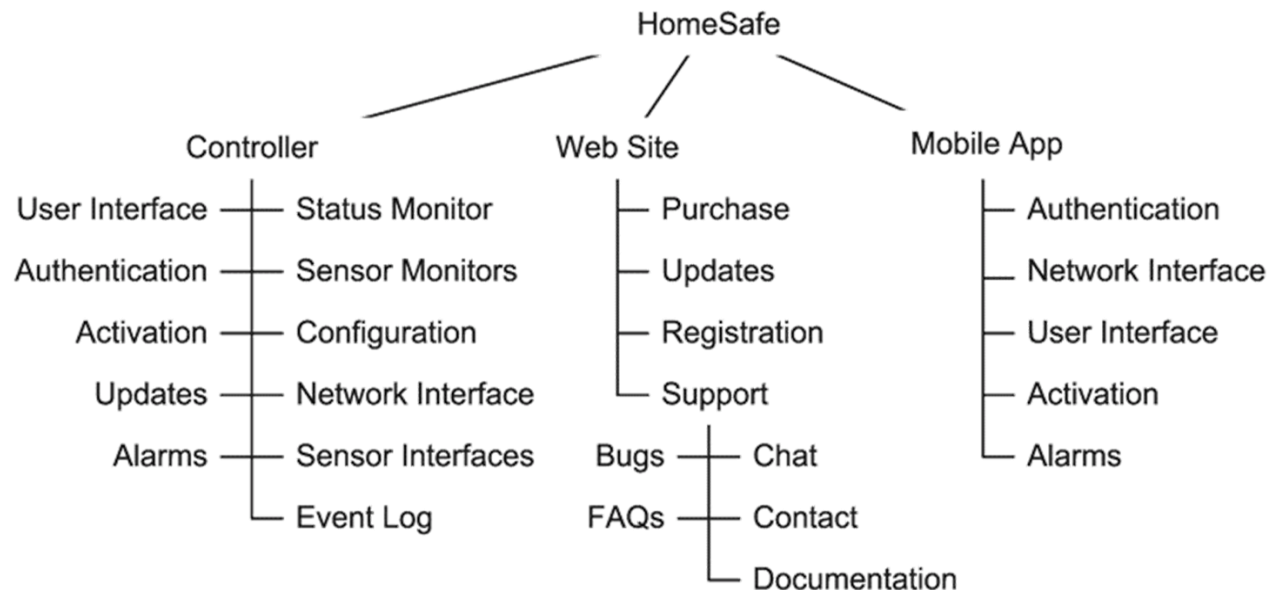 HomeSafe
Controller Web Site Mobile App
User Interface Status Monitor Purchase Authentication
Authentication Sensor Monitors Updates Network Interface
Activation Configuration Registration User Interface
Updates Network Interface Support Activation
Alarms Sensor Interfaces Bugs Chat Alarms
Event Log FAQs Contact
Documentation